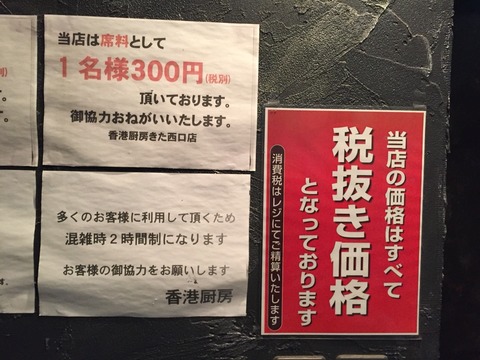 当店は席料として
1名様300円(税別)
頂いております。
御協力おねがいいたします。
香港厨房きた西口店
多くのお客様に利用して頂くため
混雑時2時間制になります
お客様の御協力をお願いします
香港厨房
当店の価格はすべて
税抜き価格
となっております
消費税はレジにてご精算いたします
別)
。
。